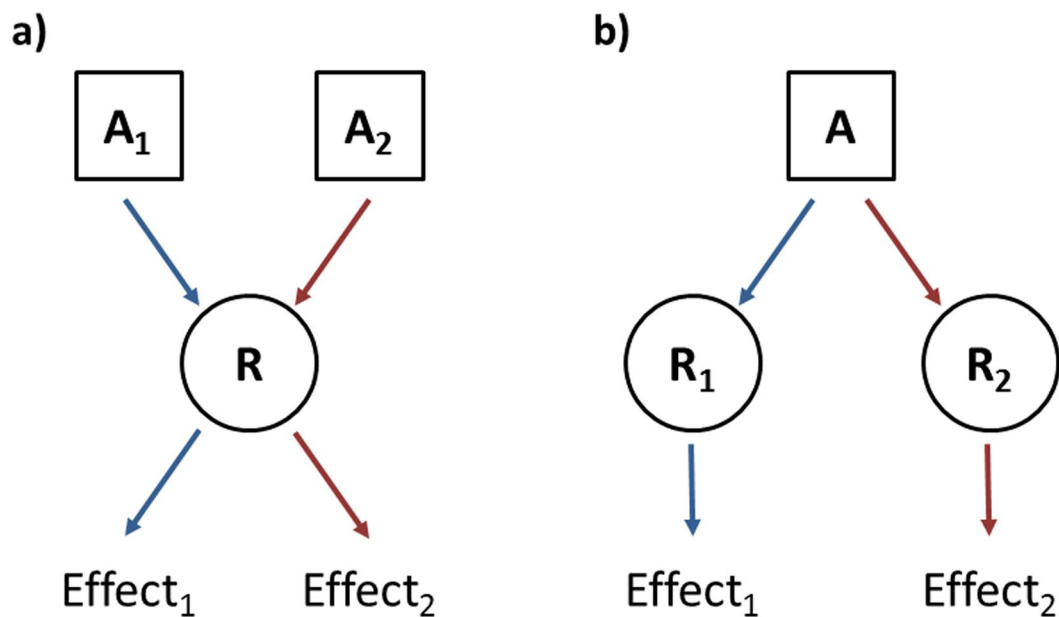 a)
A₁
A₂
R
Effect₁
Effect₂
b)
A
R₁
R₂
Effect₁
Effect₂